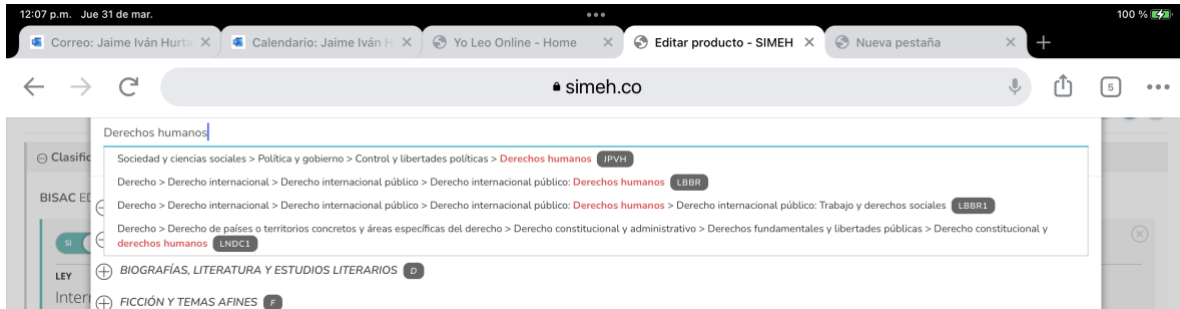 12:07 p.m. Jue 31 de mar.
100 %
Correo: Jaime Iván Hurta
Calendario: Jaime Iván H
Yo Leo Online - Home
Editar producto - SIMEH
Nueva pestaña
simeh.co
5
Derechos humanos
Clasific
Sociedad y ciencias sociales > Política y gobierno > Control y libertades políticas > Derechos humanos JPVH
Derecho > Derecho internacional > Derecho internacional público > Derecho internacional público: Derechos humanos LBBR
BISAC ED
Derecho > Derecho internacional > Derecho internacional público > Derecho internacional público: Derechos humanos > Derecho internacional público: Trabajo y derechos sociales LBBR1
Derecho > Derecho de países o territorios concretos y áreas específicas del derecho > Derecho constitucional y administrativo > Derechos fundamentales y libertades públicas > Derecho constitucional y
derechos humanos LNDC1
SI
LEY
BIOGRAFÍAS, LITERATURA Y ESTUDIOS LITERARIOS D
Intern
FICCIÓN Y TEMAS AFINES F